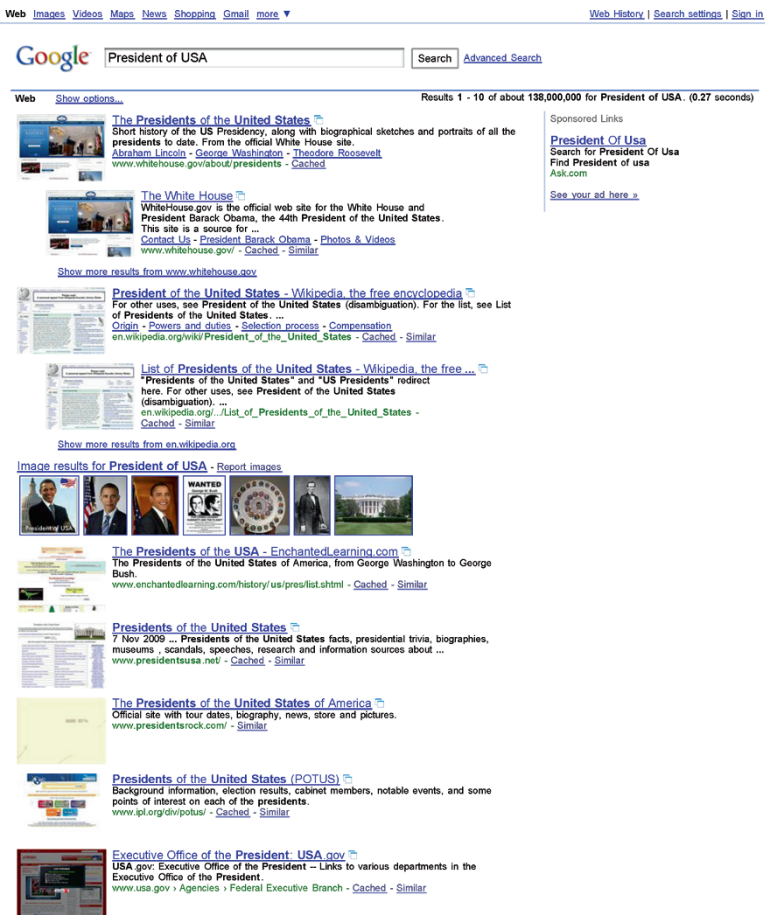 Web Images Videos Maps News Shopping Gmail more ▼
Web History | Search settings | Sign in
Google President of USA Search Advanced Search
Web Show options... Results 1 - 10 of about 138,000,000 for President of USA. (0.27 seconds)
The Presidents of the United States
Short history of the US Presidency, along with biographical sketches and portraits of all the
presidents to date. From the official White House site.
Abraham Lincoln - George Washington - Theodore Roosevelt
www.whitehouse.gov/about/presidents - Cached
Sponsored Links
President Of Usa
Search for President Of Usa
Find President of usa
Ask.com
See your ad here »
The White House
WhiteHouse.gov is the official web site for the White House and
President Barack Obama, the 44th President of the United States.
This site is a source for ...
Contact Us - President Barack Obama - Photos & Videos
www.whitehouse.gov/ - Cached - Similar
Show more results from www.whitehouse.gov
President of the United States - Wikipedia, the free encyclopedia
For other uses, see President of the United States (disambiguation). For the list, see List
of Presidents of the United States. ...
Origin - Powers and duties - Selection process - Compensation
en.wikipedia.org/wiki/President_of_the_United_States - Cached - Similar
List of Presidents of the United States - Wikipedia, the free ...
"Presidents of the United States" and "US Presidents" redirect
here. For other uses, see President of the United States
(disambiguation). ...
en.wikipedia.org/.../List_of_Presidents_of_the_United_States -
Cached - Similar
Show more results from en.wikipedia.org
Image results for President of USA - Report images
WANTED
President of USA
The Presidents of the USA - EnchantedLearning.com
The Presidents of the United States of America, from George Washington to George
Bush.
www.enchantedlearning.com/history/us/pres/list.shtml - Cached - Similar
Presidents of the United States
7 Nov 2009 ... Presidents of the United States facts, presidential trivia, biographies,
museums , scandals, speeches, research and information sources about ...
www.presidentsusa.net/ - Cached - Similar
The Presidents of the United States of America
Official site with tour dates, biography, news, store and pictures.
www.presidentsrock.com/ - Similar
Presidents of the United States (POTUS)
Background information, election results, cabinet members, notable events, and some
points of interest on each of the presidents.
www.ipl.org/div/potus/ - Cached - Similar
Executive Office of the President: USA.gov
USA.gov: Executive Office of the President -- Links to various departments in the
Executive Office of the President.
www.usa.gov › Agencies › Federal Executive Branch - Cached - Similar